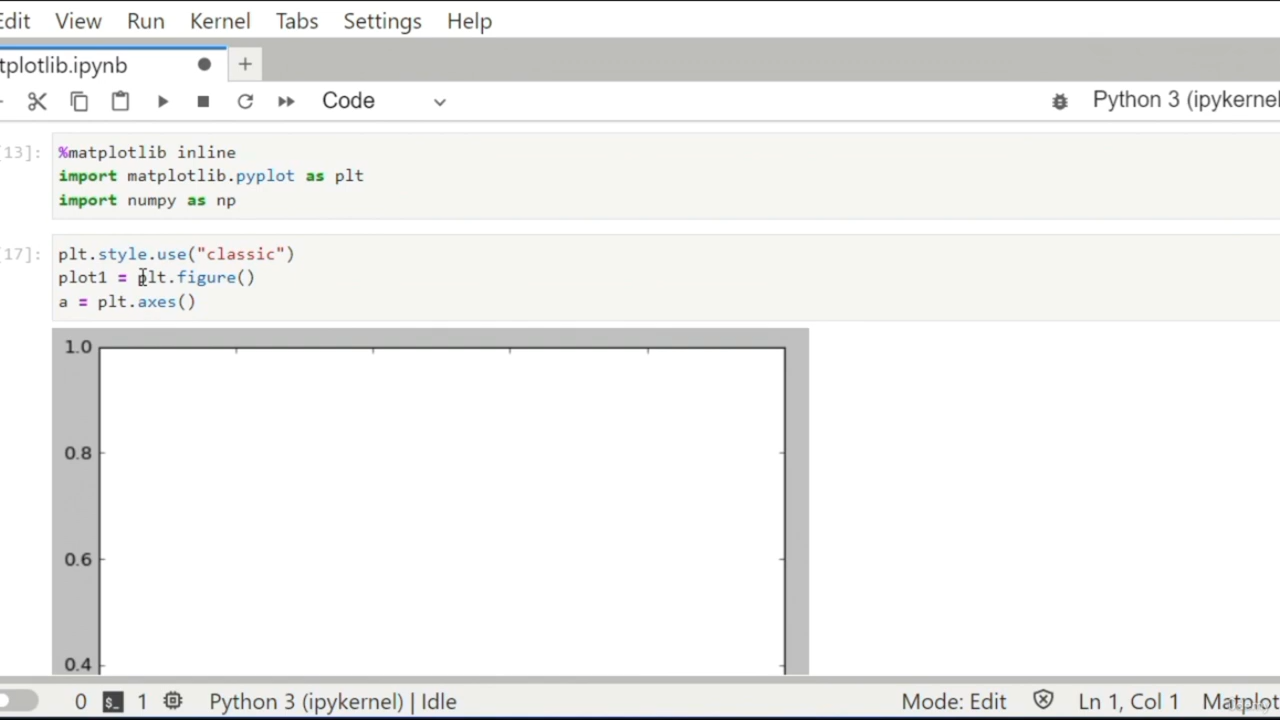 Edit View Run Kernel Tabs Settings Help
tplotlib.ipynb
Code Python 3 (ipykernel
[13]: %matplotlib inline
import matplotlib.pyplot as plt
import numpy as np
[17]: plt.style.use("classic")
plot1 = plt.figure()
a = plt.axes()
1.0
0.8
0.6
0.4
0 1 Python 3 (ipykernel) | Idle Mode: Edit Ln 1, Col 1 Matplot